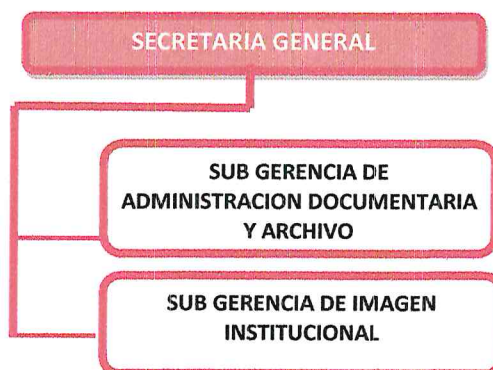 SECRETARIA GENERAL
SUB GERENCIA DE
ADMINISTRACION DOCUMENTARIA
Y ARCHIVO
SUB GERENCIA DE IMAGEN
INSTITUCIONAL